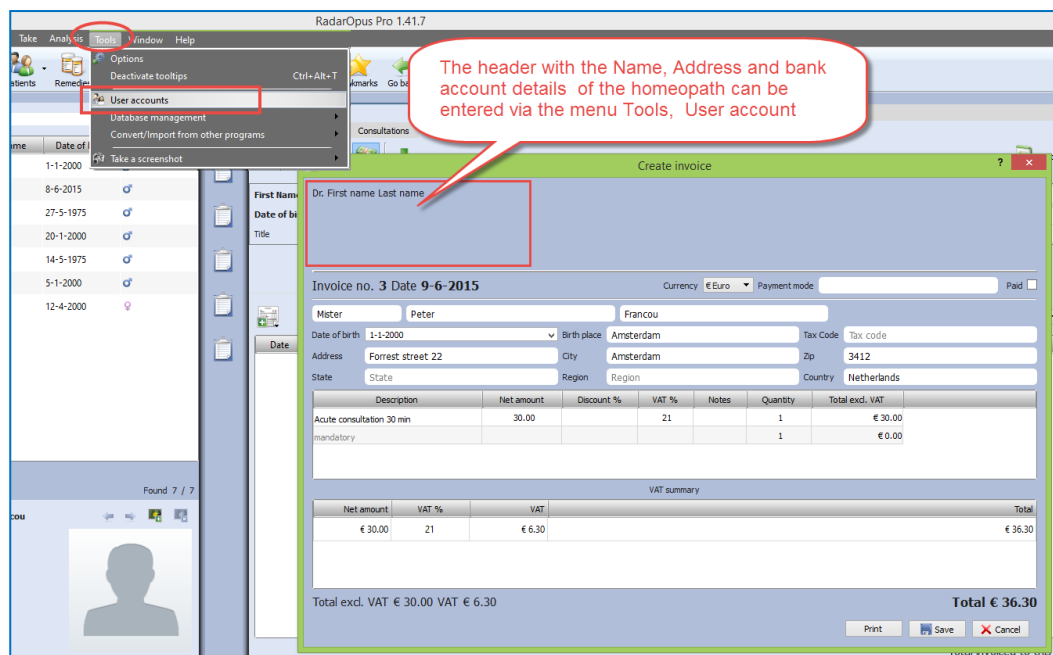 RadarOpus Pro 1.41.7
Take Analysis Tools Window Help
Options
Deactivate tooltips Ctrl+Alt+T
User accounts
Database management
Convert/Import from other programs
Take a screenshot
The header with the Name, Address and bank
account details of the homeopath can be
entered via the menu Tools, User account
Consultations
Date of
1-1-2000
8-6-2015
27-5-1975
20-1-2000
14-5-1975
5-1-2000
12-4-2000
First Name
Date of bi
Title
Date
Found 7 / 7
cou
Create invoice ? x
Dr. First name Last name
Invoice no. 3 Date 9-6-2015 Currency € Euro Payment mode Paid
Mister Peter Francou
Date of birth 1-1-2000 Birth place Amsterdam Tax Code Tax code
Address Forrest street 22 City Amsterdam Zip 3412
State State Region Region Country Netherlands
Description Net amount Discount % VAT % Notes Quantity Total excl. VAT
Acute consultation 30 min 30.00 21 1 € 30.00
mandatory 1 € 0.00
VAT summary
Net amount VAT % VAT Total
€ 30.00 21 € 6.30 € 36.30
Total excl. VAT € 30.00 VAT € 6.30 Total € 36.30
Print Save Cancel